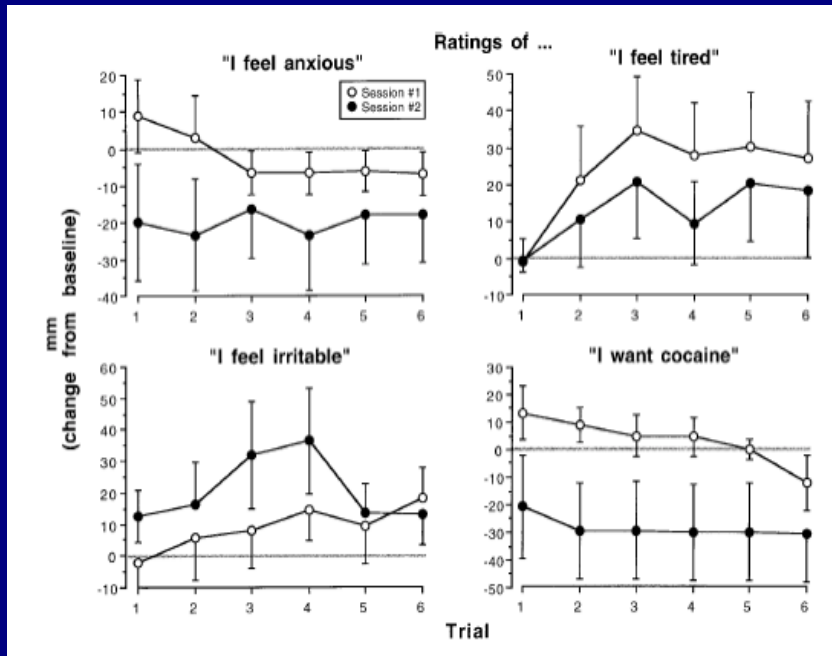 Ratings of ...
"I feel anxious"
"I feel tired"
Session #1
Session #2
20
10
0
-10
-20
-30
-40
1 2 3 4 5 6
50
40
30
20
10
0
-10
1 2 3 4 5 6
mm
(change from baseline)
"I feel irritable"
"I want cocaine"
60
50
40
30
20
10
0
-10
1 2 3 4 5 6
30
20
10
0
-10
-20
-30
-40
-50
1 2 3 4 5 6
Trial